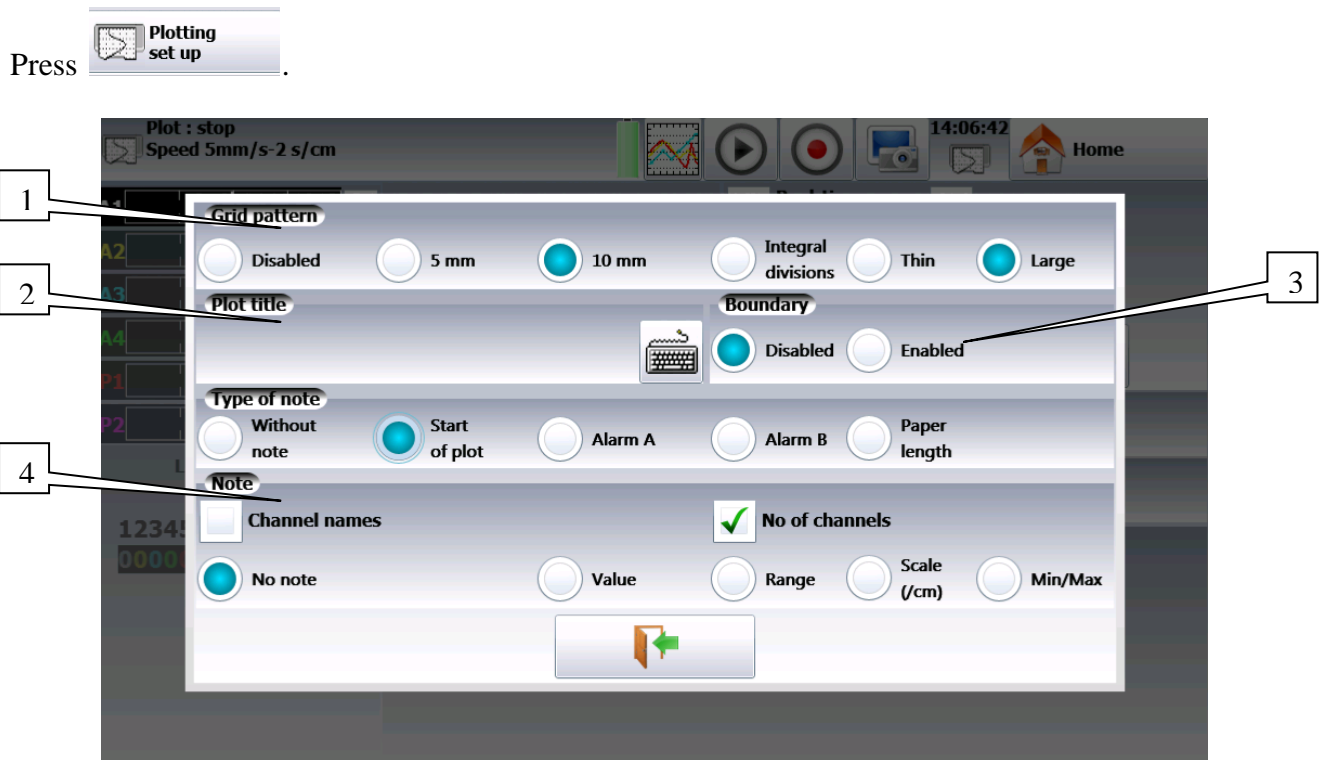 Press Plotting
set up .
Plot : stop
Speed 5mm/s-2 s/cm
14:06:42
Home
1
Grid pattern
Disabled 5 mm 10 mm Integral
divisions Thin Large
2
Plot title Boundary
3
Disabled Enabled
Type of note
Without
note Start
of plot Alarm A Alarm B Paper
length
4
Note
Channel names No of channels
No note Value Range Scale
(/cm) Min/Max
A2
A3
A4
P1
P2
12345
0000